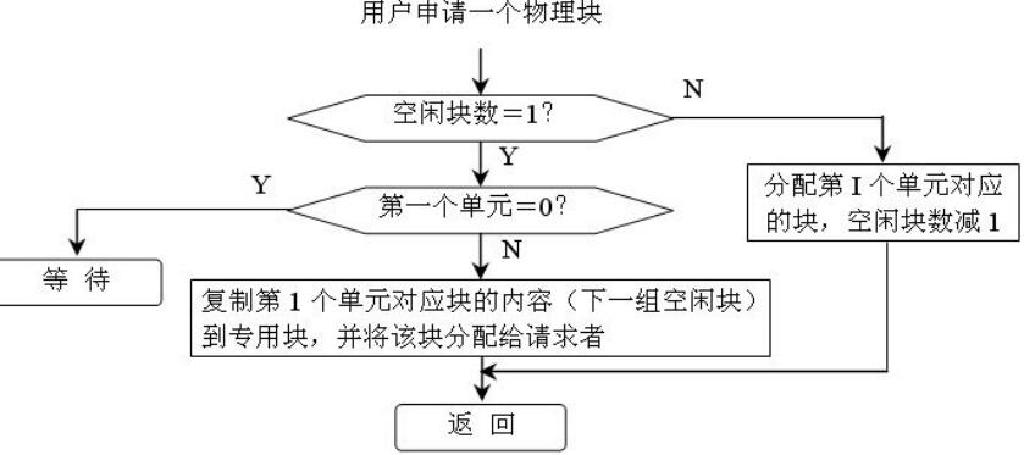 用户申请一个物理块
N
空闲块数=1?
Y
Y
分配第 I 个单元对应
的块，空闲块数减 1
第一个单元=0?
N
等 待
复制第 1 个单元对应块的内容（下一组空闲块）
到专用块，并将该块分配给请求者
返 回